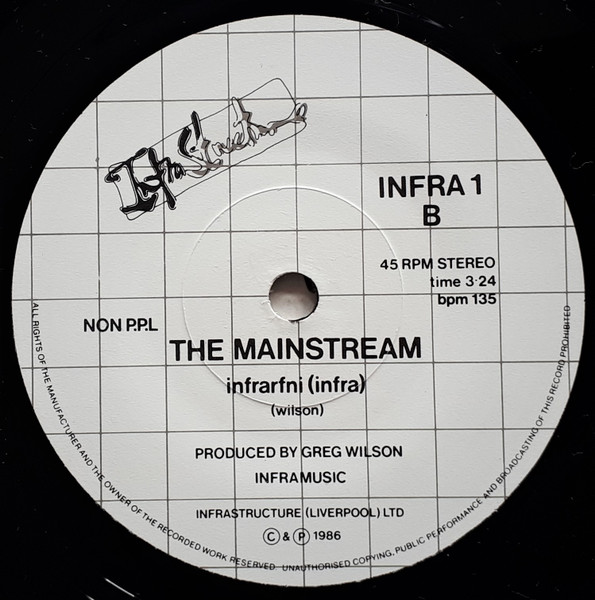 InfraStructure
INFRA 1
B
45 RPM STEREO
time 3·24
bpm 135
NON P.P.L
THE MAINSTREAM
infrarfni (infra)
(wilson)
PRODUCED BY GREG WILSON
INFRAMUSIC
INFRASTRUCTURE (LIVERPOOL) LTD
Ⓒ & Ⓟ 1986
ALL RIGHTS OF THE MANUFACTURER AND THE OWNER OF THE RECORDED WORK RESERVED. UNAUTHORISED COPYING, PUBLIC PERFORMANCE AND BROADCASTING OF THIS RECORD PROHIBITED